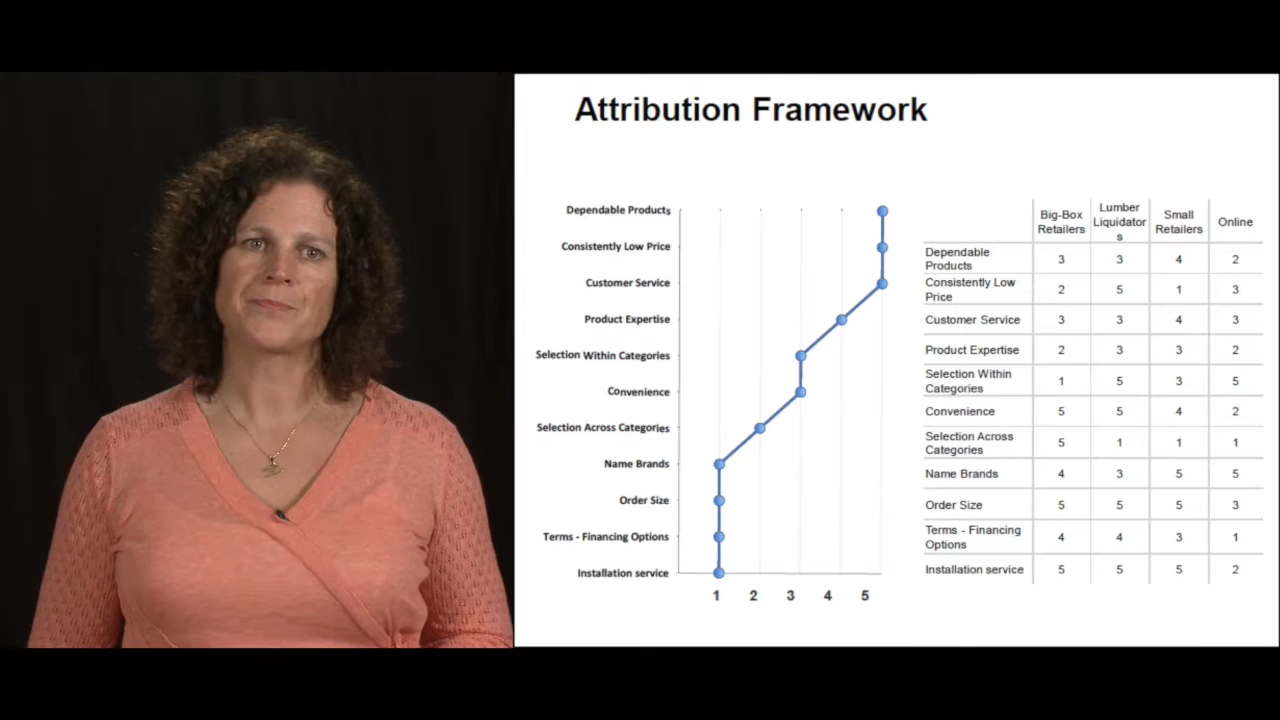 Attribution Framework
Dependable Products
Consistently Low Price
Customer Service
Product Expertise
Selection Within Categories
Convenience
Selection Across Categories
Name Brands
Order Size
Terms - Financing Options
Installation service
1 2 3 4 5
Big-Box
Retailers
Lumber
Liquidator
s
Small
Retailers
Online
Dependable
Products
3 3 4 2
Consistently Low
Price
2 5 1 3
Customer Service 3 3 4 3
Product Expertise 2 3 3 2
Selection Within
Categories
1 5 3 5
Convenience 5 5 4 2
Selection Across
Categories
5 1 1 1
Name Brands 4 3 5 5
Order Size 5 5 5 3
Terms - Financing
Options
4 4 3 1
Installation service 5 5 5 2